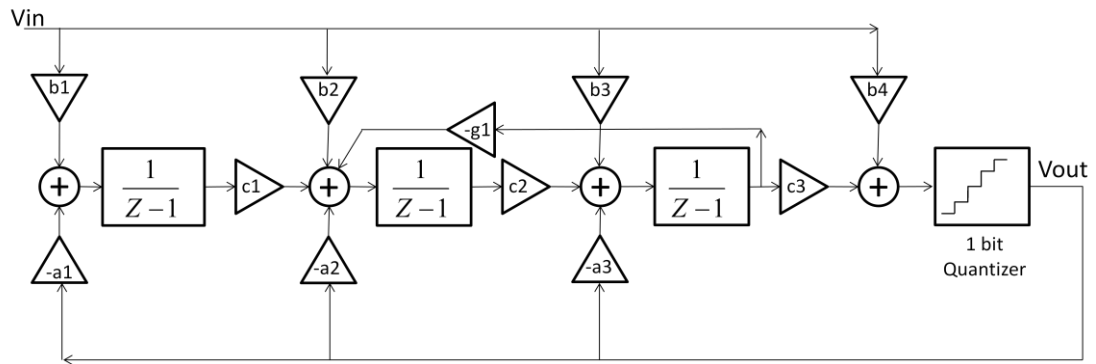 Vin
b1
b2
b3
b4
-g1
1
Z-1
c1
1
Z-1
c2
1
Z-1
c3
Vout
-a1
-a2
-a3
1 bit
Quantizer